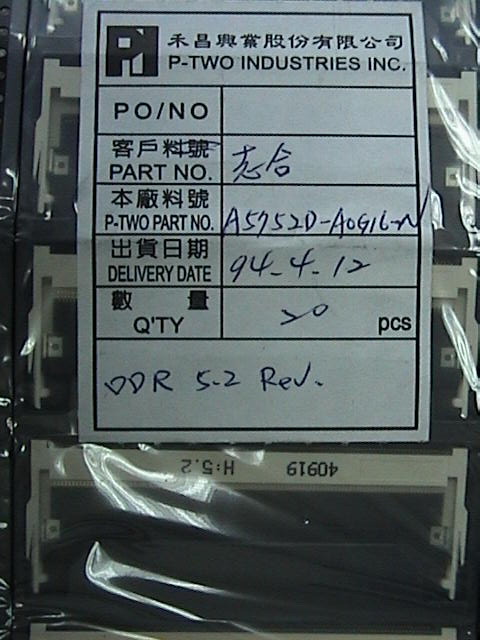 禾昌興業股份有限公司
P-TWO INDUSTRIES INC.
PO/NO
客戶料號
PART NO. 志合
本廠料號
P-TWO PART NO. A5752D-A0G16-N
出貨日期
DELIVERY DATE 94-4-12
數量
Q'TY 20 pcs
DDR 5.2 Rev.
40919 H:5.2